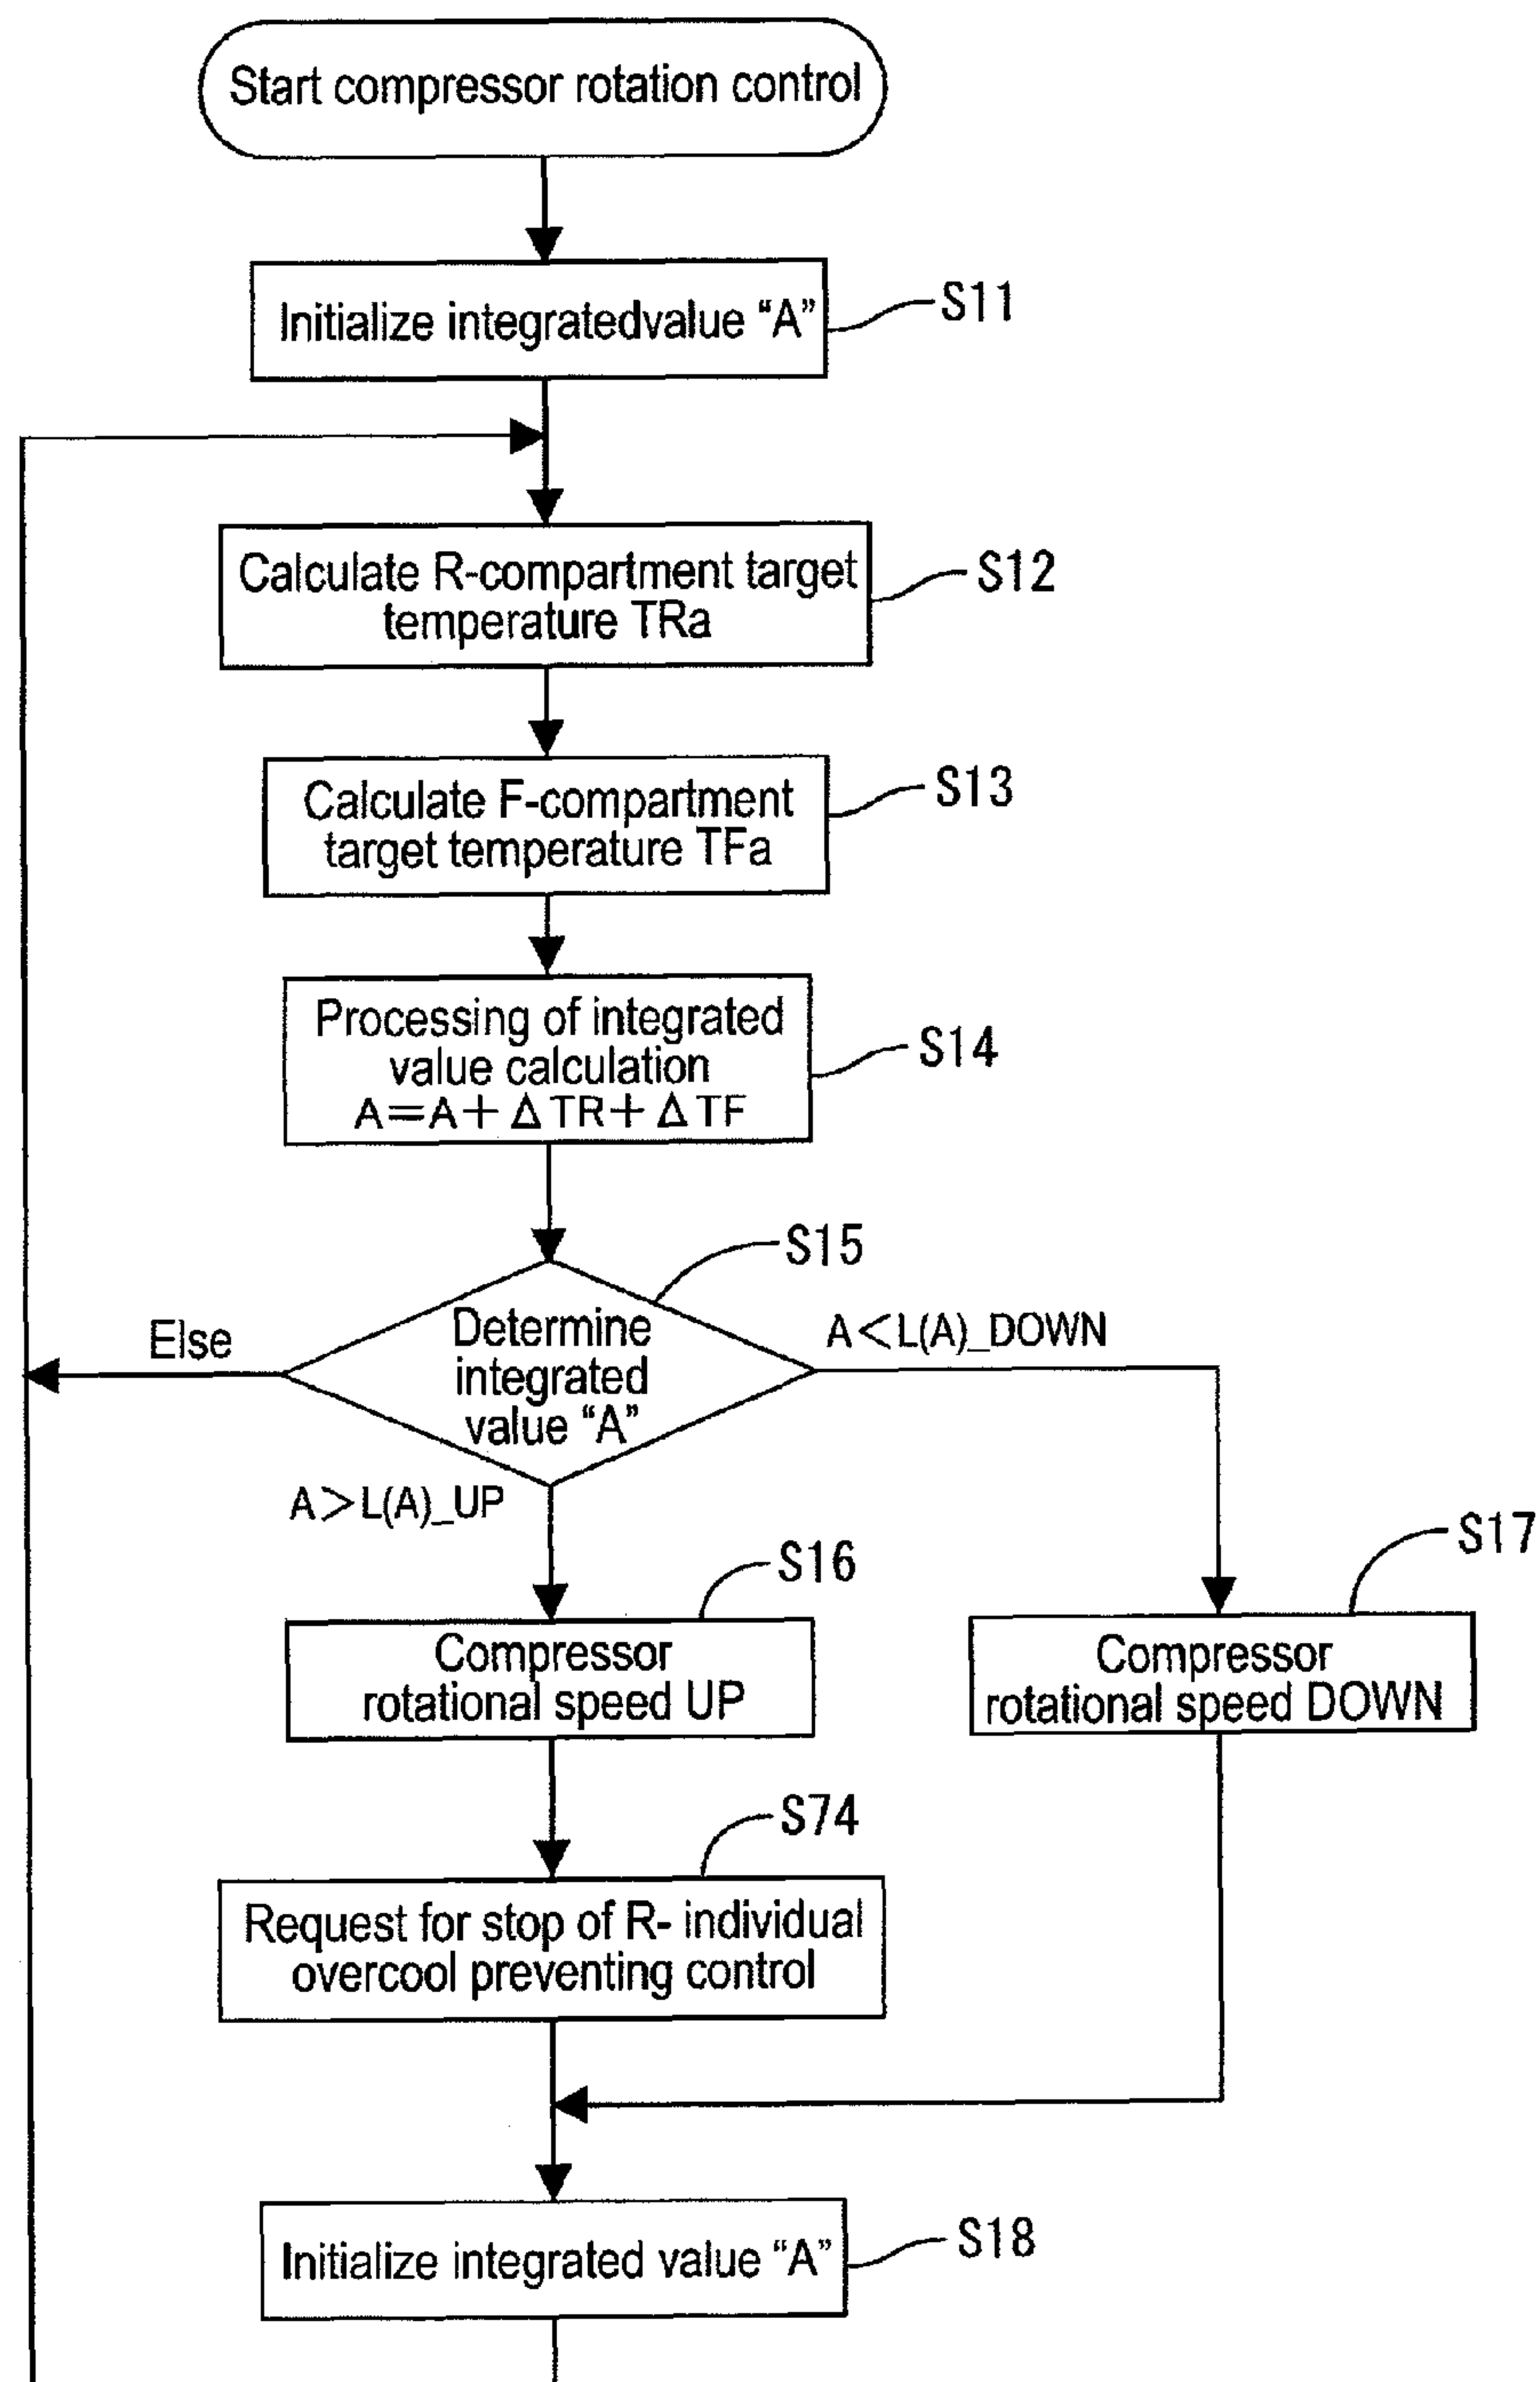 Start compressor rotation control
Initialize integratedvalue “A”
S11
Calculate R-compartment target
temperature TRa
S12
Calculate F-compartment
target temperature TFa
S13
Processing of integrated
value calculation
A=A+ΔTR+ΔTF
S14
S15
Determine
integrated
value “A”
Else
A<L(A)_DOWN
A>L(A)_UP
S16
Compressor
rotational speed UP
S17
Compressor
rotational speed DOWN
S74
Request for stop of R- individual
overcool preventing control
Initialize integrated value “A”
S18